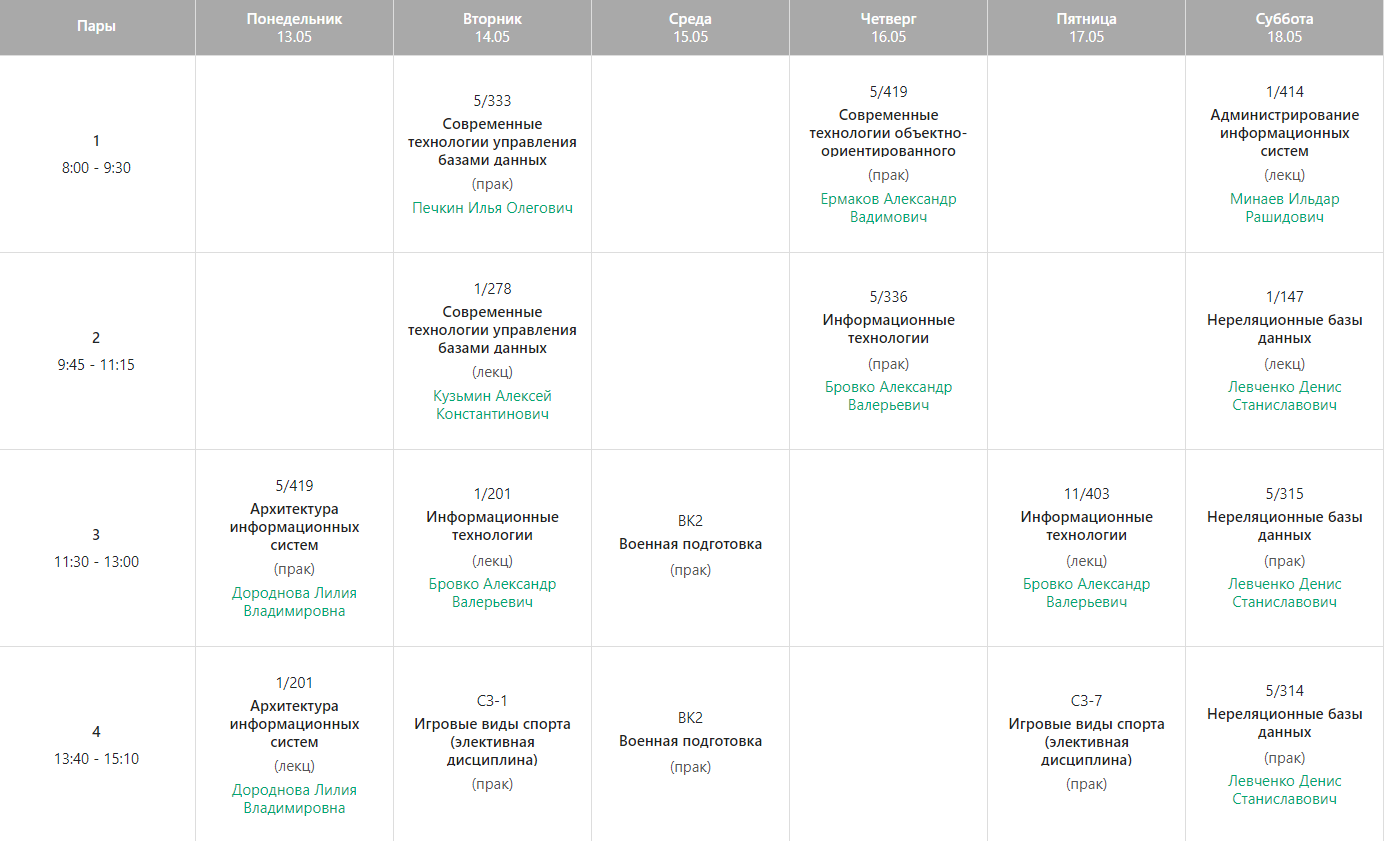 Пары
Понедельник
13.05
Вторник
14.05
Среда
15.05
Четверг
16.05
Пятница
17.05
Суббота
18.05
1
8:00 - 9:30
5/333
Современные
технологии управления
базами данных
(прак)
Печкин Илья Олегович
5/419
Современные
технологии объектно-
ориентированного
(прак)
Ермаков Александр
Вадимович
1/414
Администрирование
информационных
систем
(лекц)
Минаев Ильдар
Рашидович
2
9:45 - 11:15
1/278
Современные
технологии управления
базами данных
(лекц)
Кузьмин Алексей
Константинович
5/336
Информационные
технологии
(прак)
Бровко Александр
Валерьевич
1/147
Нереляционные базы
данных
(лекц)
Левченко Денис
Станиславович
3
11:30 - 13:00
5/419
Архитектура
информационных
систем
(прак)
Дороднова Лилия
Владимировна
1/201
Информационные
технологии
(лекц)
Бровко Александр
Валерьевич
ВК2
Военная подготовка
(прак)
11/403
Информационные
технологии
(лекц)
Бровко Александр
Валерьевич
5/315
Нереляционные базы
данных
(прак)
Левченко Денис
Станиславович
4
13:40 - 15:10
1/201
Архитектура
информационных
систем
(лекц)
Дороднова Лилия
Владимировна
СЗ-1
Игровые виды спорта
(элективная
дисциплина)
(прак)
ВК2
Военная подготовка
(прак)
СЗ-7
Игровые виды спорта
(элективная
дисциплина)
(прак)
5/314
Нереляционные базы
данных
(прак)
Левченко Денис
Станиславович